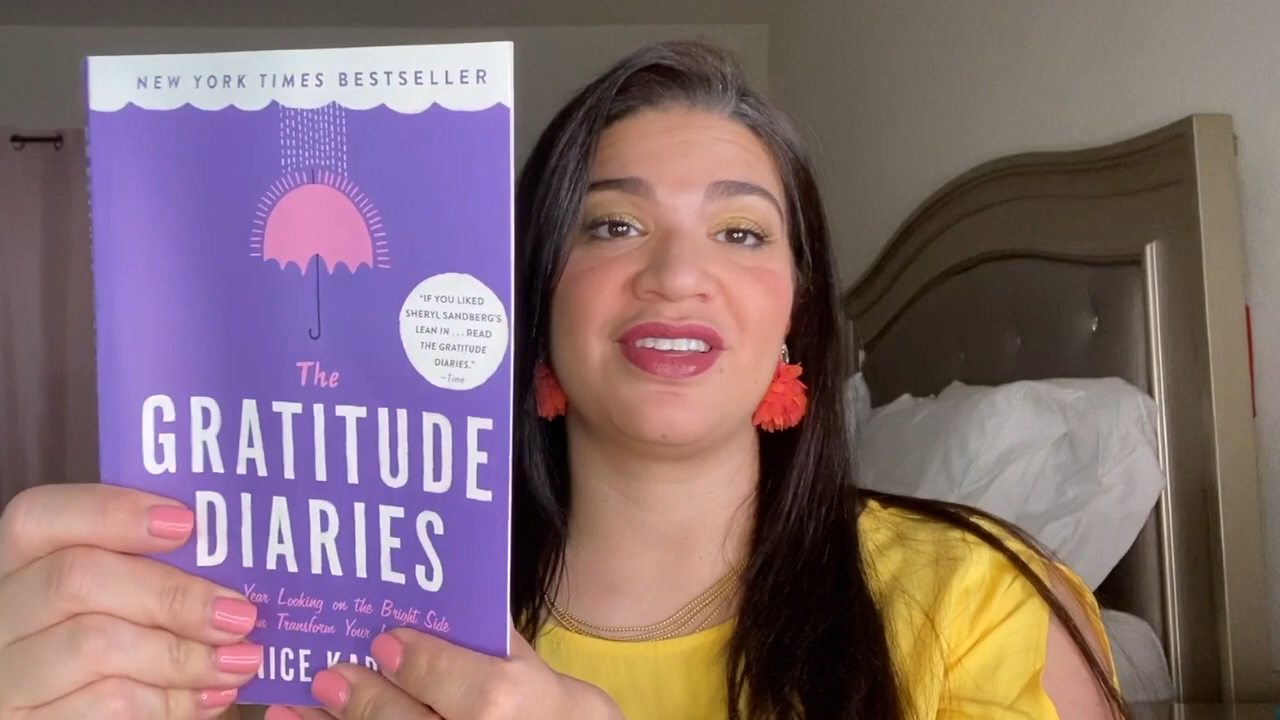 NEW YORK TIMES BESTSELLER
"IF YOU LIKED
SHERYL SANDBERG'S
LEAN IN . . . READ
THE GRATITUDE
DIARIES."
—Time
The
GRATITUDE
DIARIES
Year Looking on the Bright Side
Transform Your